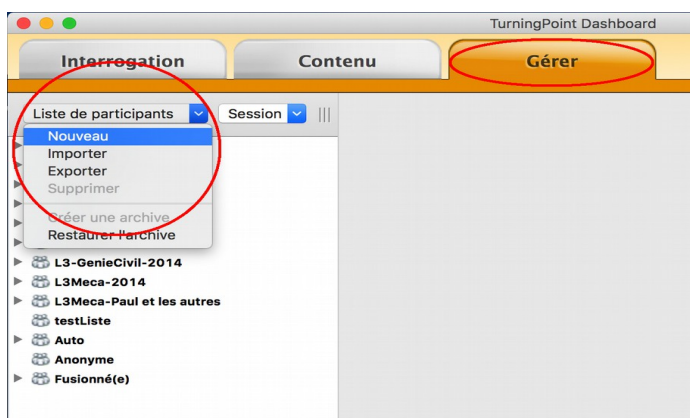 TurningPoint Dashboard
Interrogation Contenu Gérer
Liste de participants Session
Nouveau
Importer
Exporter
Supprimer
Créer une archive
Restaurer l'archive
L3-GenieCivil-2014
L3Meca-2014
L3Meca-Paul et les autres
testListe
Auto
Anonyme
Fusionné(e)